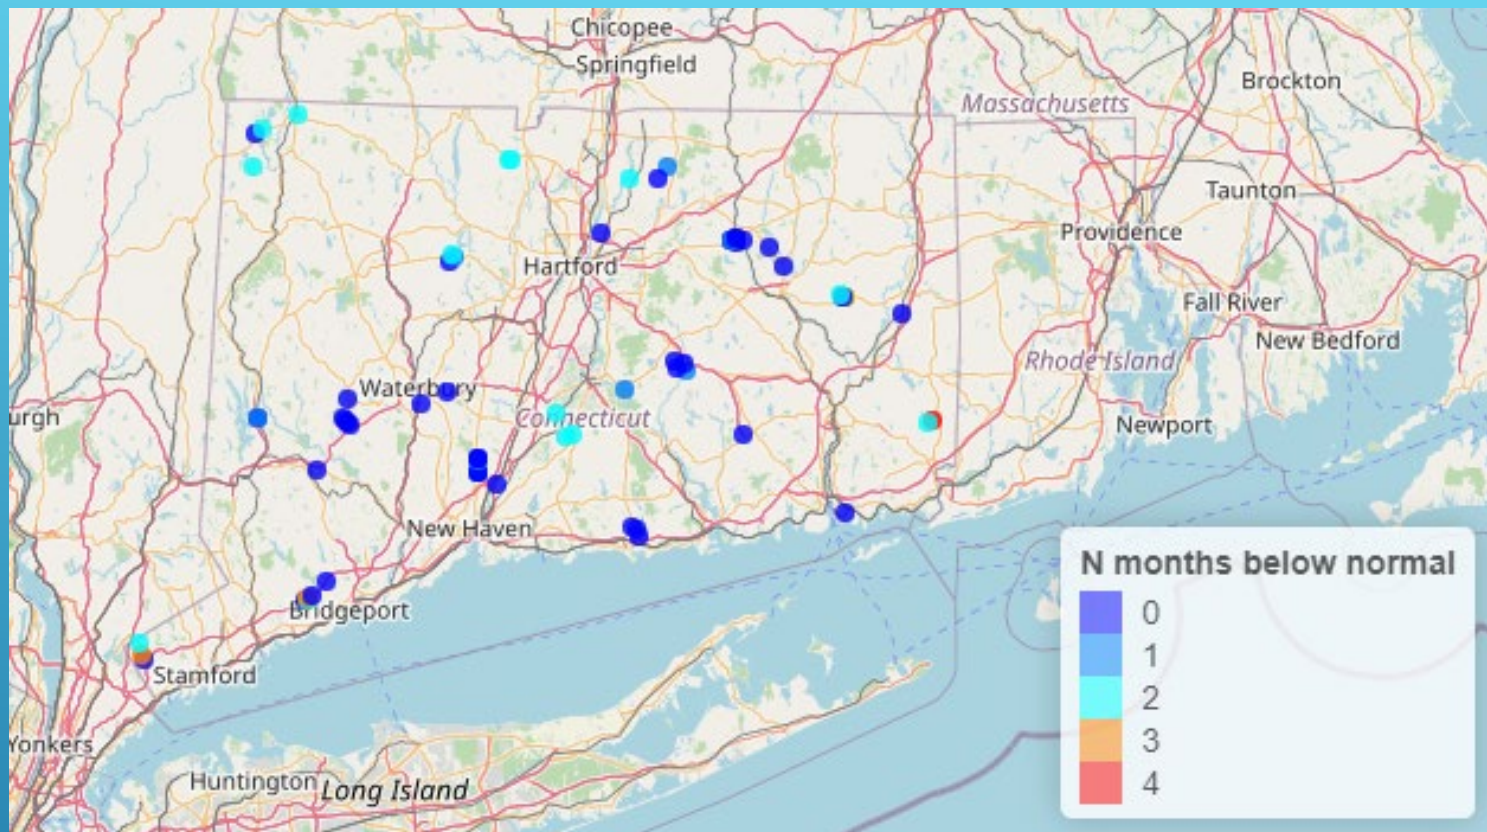 Chicopee
Springfield
Brockton
Massachusetts
Taunton
Providence
Hartford
Fall River
New Bedford
Rhode Island
Waterbury
urgh
Connecticut
Newport
New Haven
Bridgeport
Stamford
Yonkers
Huntington
Long Island
N months below normal
0
1
2
3
4